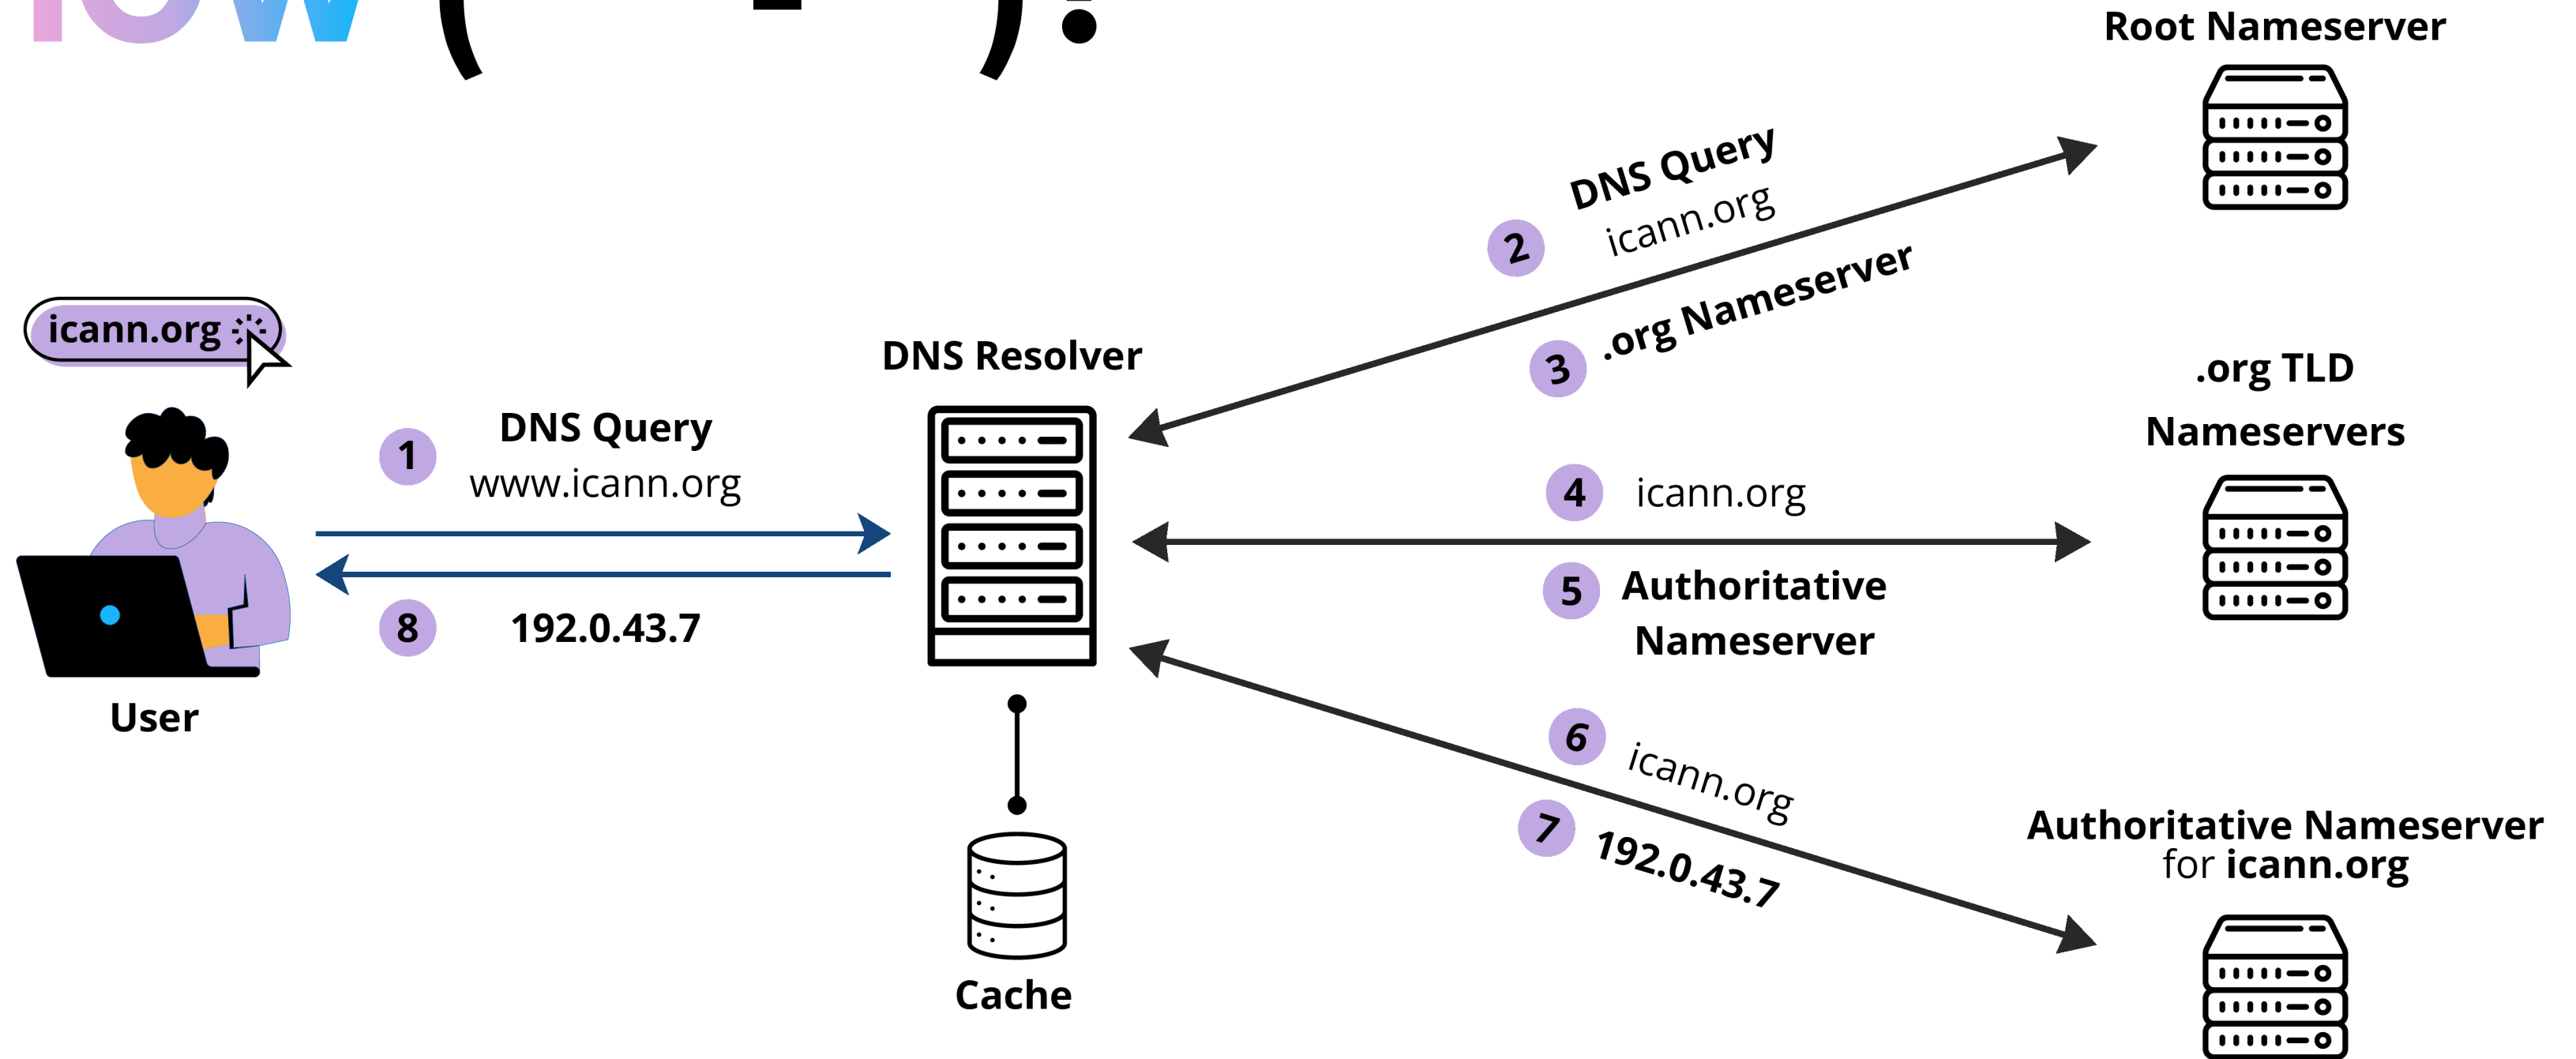 Root Nameserver
DNS Query
icann.org
2
3
.org Nameserver
icann.org
DNS Resolver
.org TLD
Nameservers
1
DNS Query
www.icann.org
4
icann.org
5
Authoritative
Nameserver
8
192.0.43.7
User
6
icann.org
7
192.0.43.7
Authoritative Nameserver
for icann.org
Cache